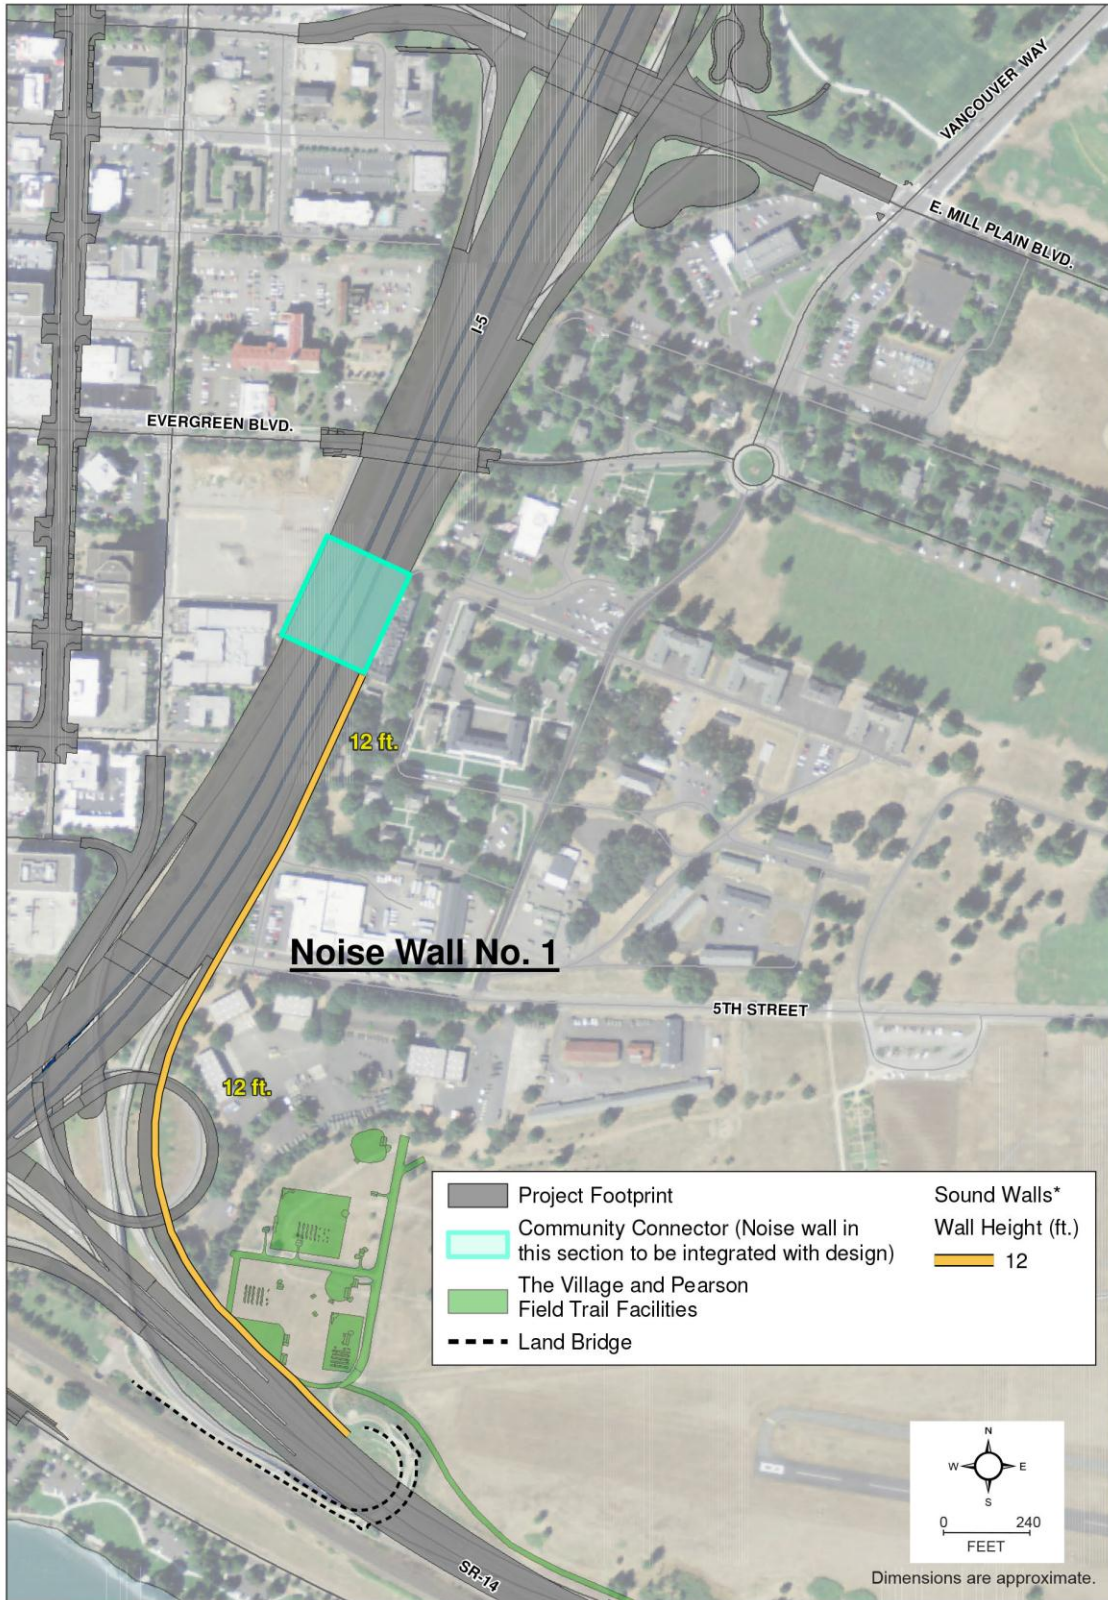 VANCOUVER WAY
E. MILL PLAIN BLVD.
I-5
EVERGREEN BLVD.
12 ft.
Noise Wall No. 1
5TH STREET
12 ft.
Project Footprint
Community Connector (Noise wall in
this section to be integrated with design)
The Village and Pearson
Field Trail Facilities
Land Bridge
Sound Walls*
Wall Height (ft.)
12
N
W
E
S
0 240
FEET
SR-14
Dimensions are approximate.